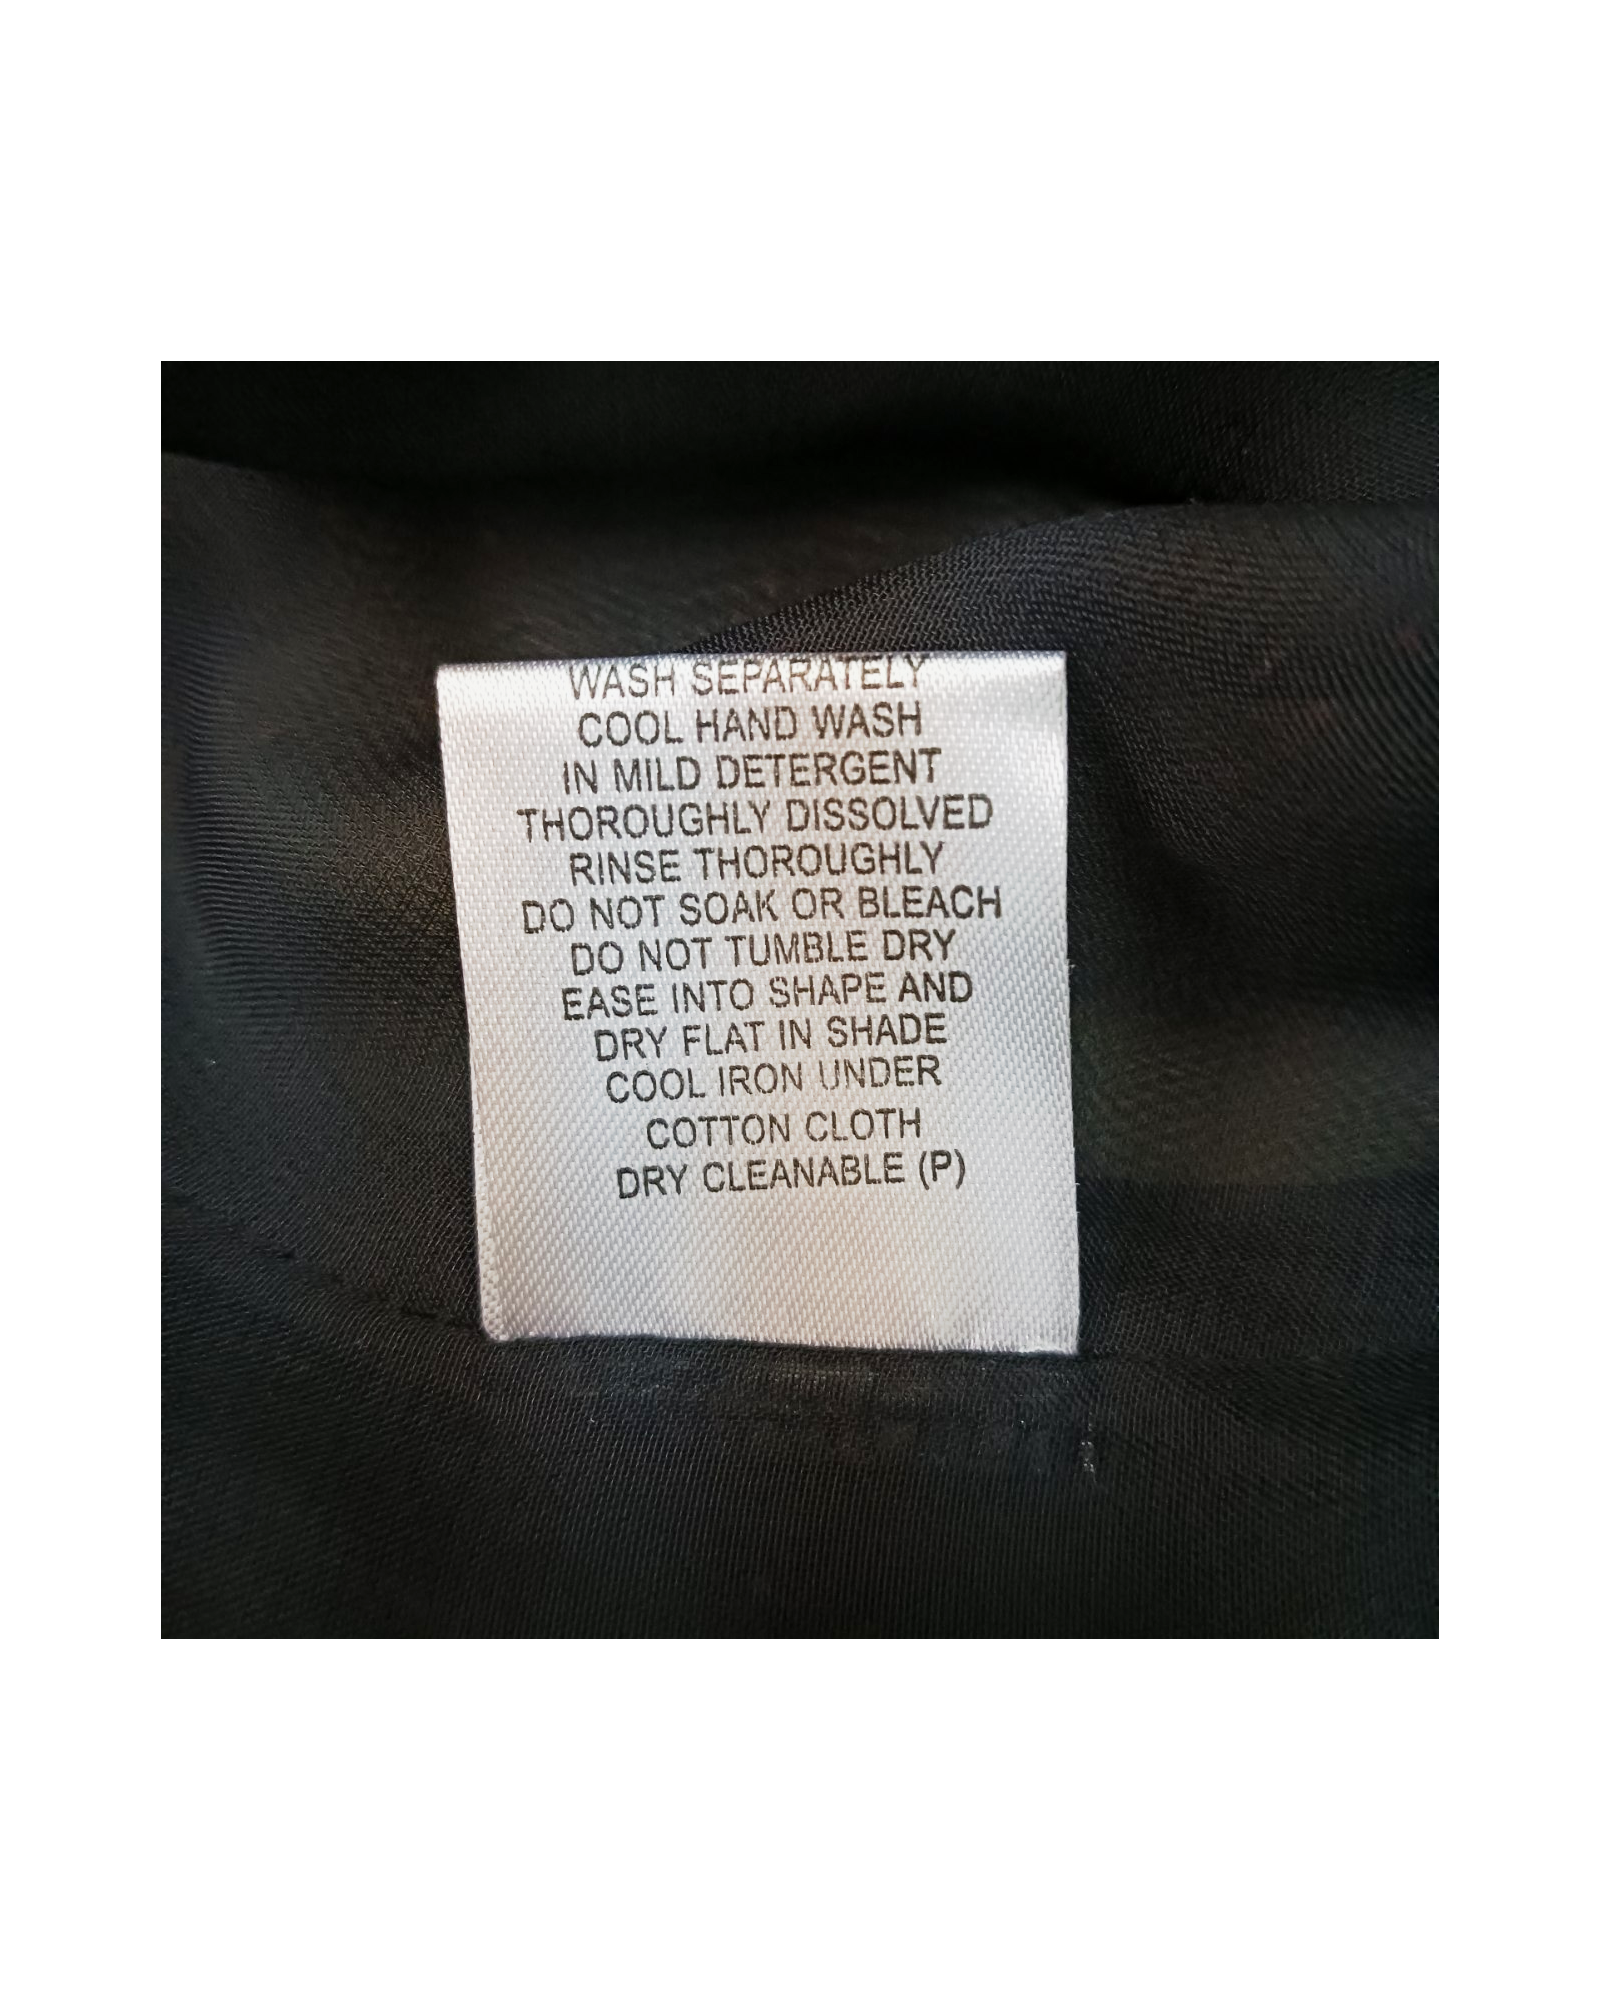 WASH SEPARATELY
COOL HAND WASH
IN MILD DETERGENT
THOROUGHLY DISSOLVED
RINSE THOROUGHLY
DO NOT SOAK OR BLEACH
DO NOT TUMBLE DRY
EASE INTO SHAPE AND
DRY FLAT IN SHADE
COOL IRON UNDER
COTTON CLOTH
DRY CLEANABLE (P)